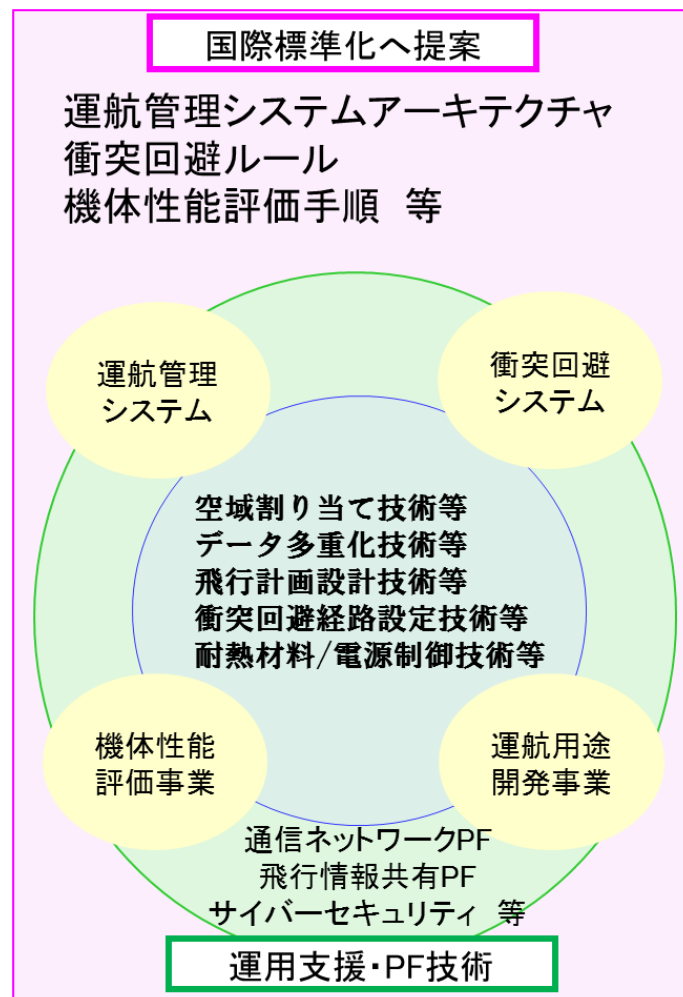 国際標準化へ提案
運航管理システムアーキテクチャ
衝突回避ルール
機体性能評価手順 等
運航管理
システム
衝突回避
システム
空域割り当て技術等
データ多重化技術等
飛行計画設計技術等
衝突回避経路設定技術等
耐熱材料/電源制御技術等
機体性能
評価事業
運航用途
開発事業
通信ネットワークPF
飛行情報共有PF
サイバーセキュリティ 等
運用支援・PF技術